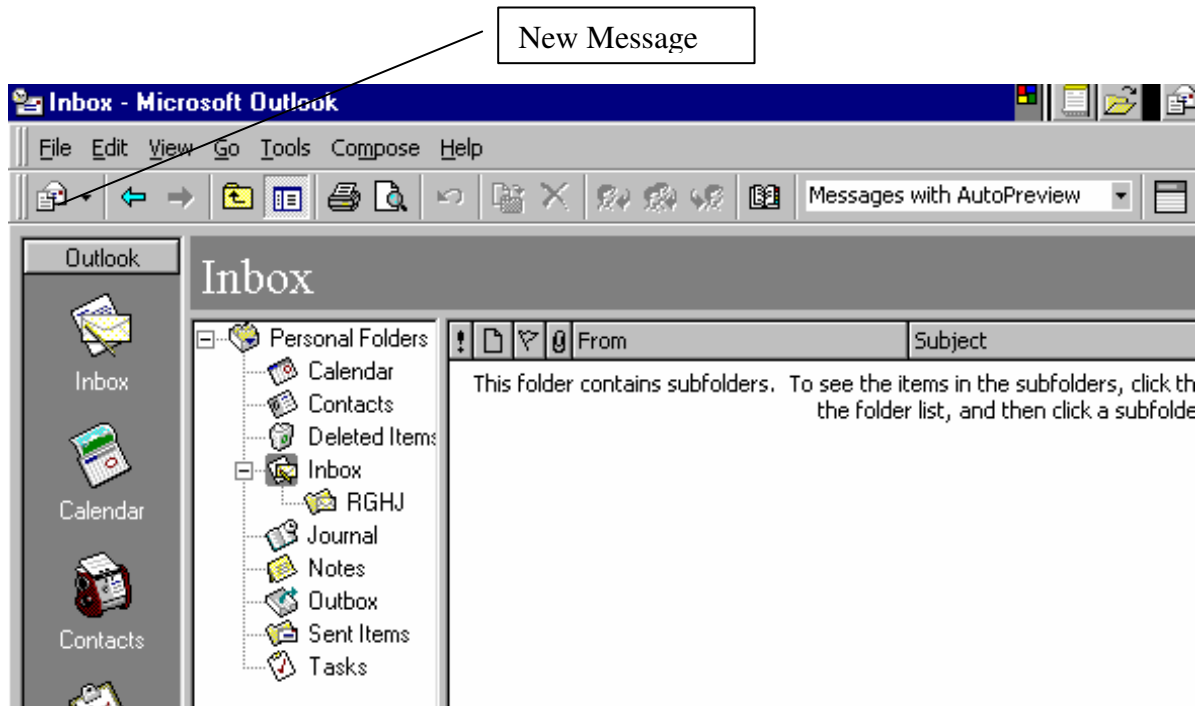 New Message
Inbox - Microsoft Outlook
File Edit View Go Tools Compose Help
Messages with AutoPreview
Outlook
Inbox
Inbox
Calendar
Contacts
Personal Folders
Calendar
Contacts
Deleted Items
Inbox
RGHJ
Journal
Notes
Outbox
Sent Items
Tasks
! From Subject
This folder contains subfolders. To see the items in the subfolders, click th
the folder list, and then click a subfolde